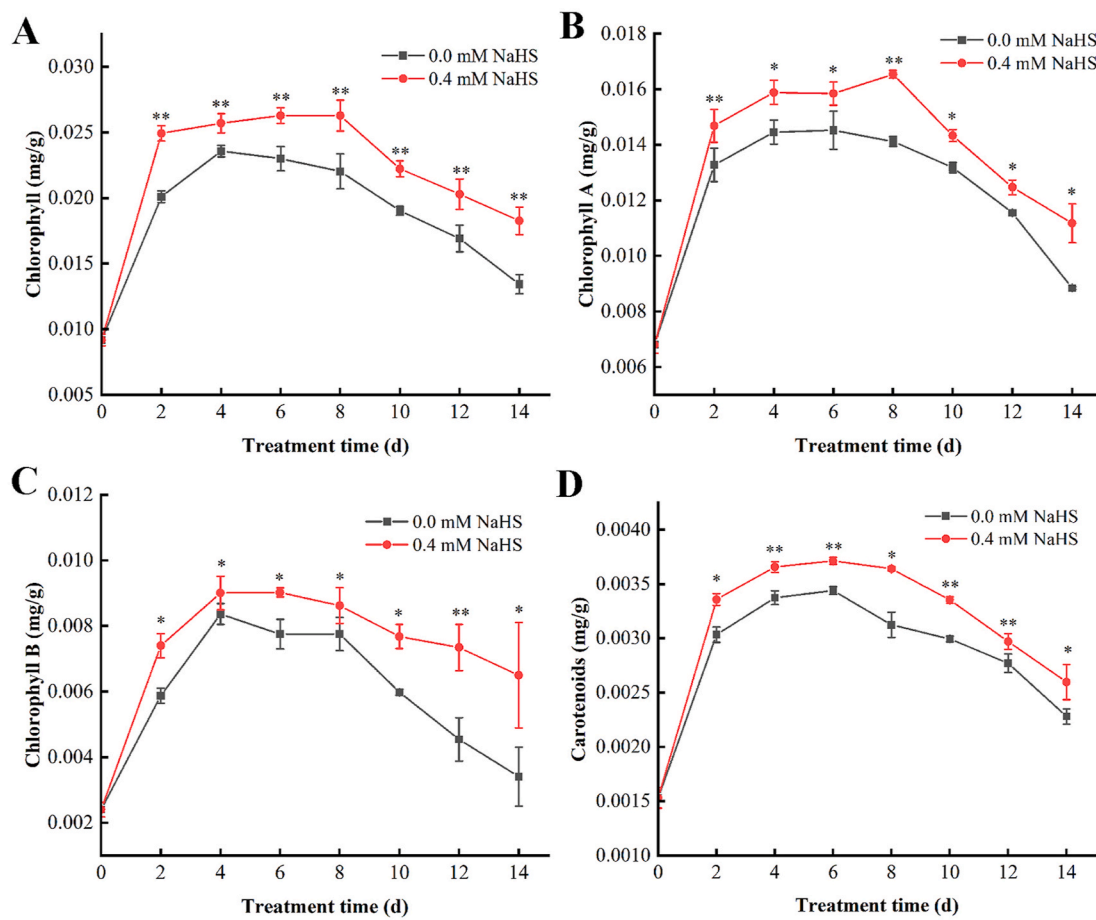 A
Chlorophyll (mg/g)
0.030
0.025
0.020
0.015
0.010
0.005
0.0 mM NaHS
0.4 mM NaHS
** ** ** ** ** ** **
0 2 4 6 8 10 12 14
Treatment time (d)
B
Chlorophyll A (mg/g)
0.018
0.016
0.014
0.012
0.010
0.008
0.006
0.0 mM NaHS
0.4 mM NaHS
** * * ** * * *
0 2 4 6 8 10 12 14
Treatment time (d)
C
Chlorophyll B (mg/g)
0.012
0.010
0.008
0.006
0.004
0.002
0.0 mM NaHS
0.4 mM NaHS
* * * * * ** *
0 2 4 6 8 10 12 14
Treatment time (d)
D
Carotenoids (mg/g)
0.0040
0.0035
0.0030
0.0025
0.0020
0.0015
0.0010
0.0 mM NaHS
0.4 mM NaHS
* ** ** * ** ** *
0 2 4 6 8 10 12 14
Treatment time (d)